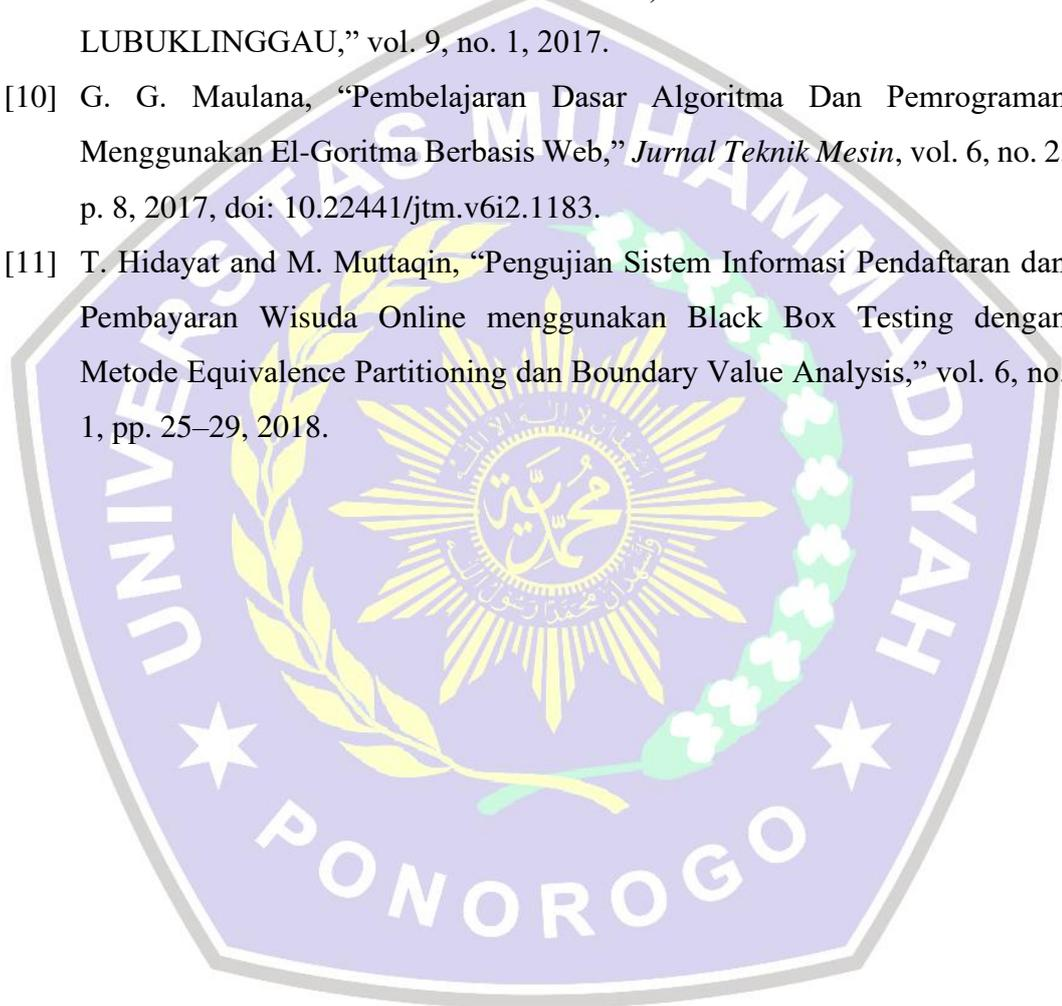 LUBUKLINGGAU,” vol. 9, no. 1, 2017.
[10] G. G. Maulana, “Pembelajaran Dasar Algoritma Dan Pemrograman
Menggunakan El-Goritma Berbasis Web,” Jurnal Teknik Mesin, vol. 6, no. 2
p. 8, 2017, doi: 10.22441/jtm.v6i2.1183.
[11] T. Hidayat and M. Muttaqin, “Pengujian Sistem Informasi Pendaftaran dan
Pembayaran Wisuda Online menggunakan Black Box Testing dengan
Metode Equivalence Partitioning dan Boundary Value Analysis,” vol. 6, no.
1, pp. 25–29, 2018.
UNIVERSITAS MUHAMMADIYAH
PONOROGO
محمدية